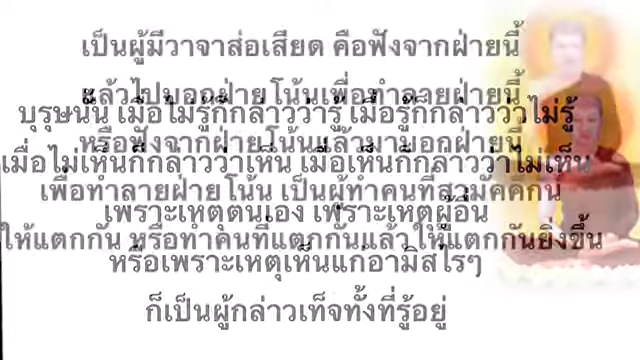 เป็นผู้มีวาจาส่อเสียด คือฟังจากฝ่ายนี้
แล้วไปบอกฝ่ายโน้นเพื่อทำลายฝ่ายนี้
บุรุษนั้น เมื่อไม่รู้ก็กล่าวว่ารู้ เมื่อรู้ก็กล่าวว่าไม่รู้
หรือฟังจากฝ่ายโน้นแล้วมาบอกฝ่ายนี้
เมื่อไม่เห็นก็กล่าวว่าเห็น เมื่อเห็นก็กล่าวว่าไม่เห็น
เพื่อทำลายฝ่ายโน้น เป็นผู้ทำคนที่สามัคคีกัน
เพราะเหตุตนเอง เพราะเหตุผู้อื่น
ให้แตกกัน หรือทำคนที่แตกกันแล้วให้แตกกันยิ่งขึ้น
หรือเพราะเหตุเห็นแก่อามิสไรๆ
ก็เป็นผู้กล่าวเท็จทั้งที่รู้อยู่